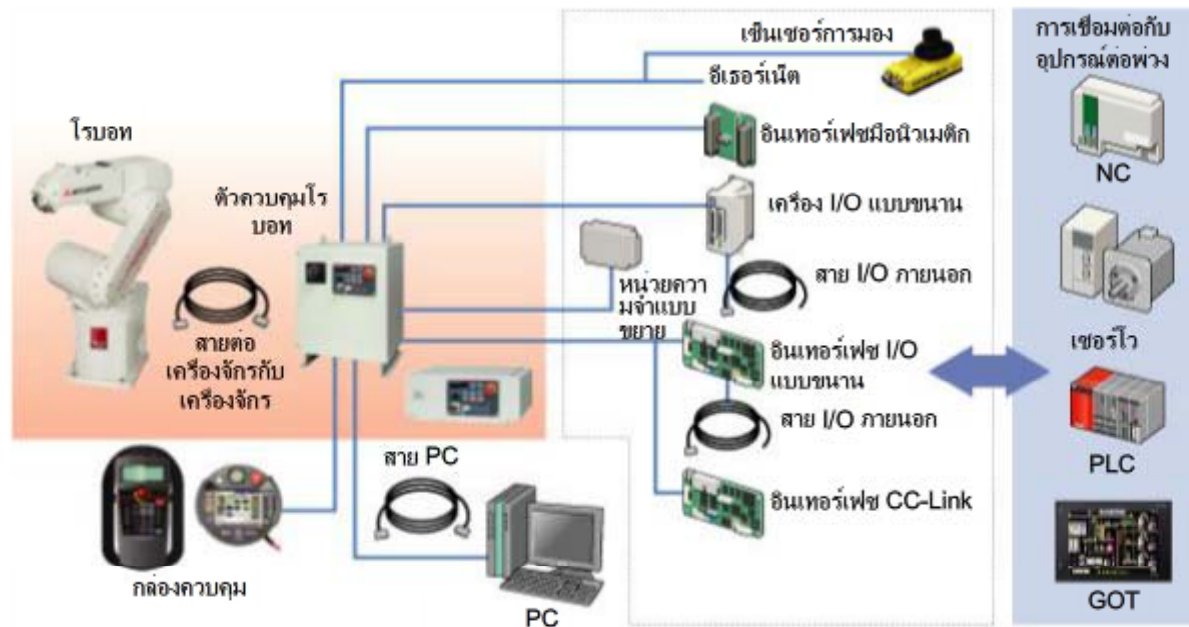 เซ็นเซอร์การมอง
อีเธอร์เน็ต
อินเทอร์เฟซมือนิวเมติก
เครื่อง I/O แบบขนาน
สาย I/O ภายนอก
หน่วยควา
มจำแบบ
ขยาย
อินเทอร์เฟซ I/O
แบบขนาน
สาย I/O ภายนอก
อินเทอร์เฟซ CC-Link
โรบอท
ตัวควบคุมโร
บอท
สายต่อ
เครื่องจักรกับ
เครื่องจักร
กล่องควบคุม
สาย PC
PC
การเชื่อมต่อกับ
อุปกรณ์ต่อพ่วง
NC
เซอร์โว
PLC
GOT